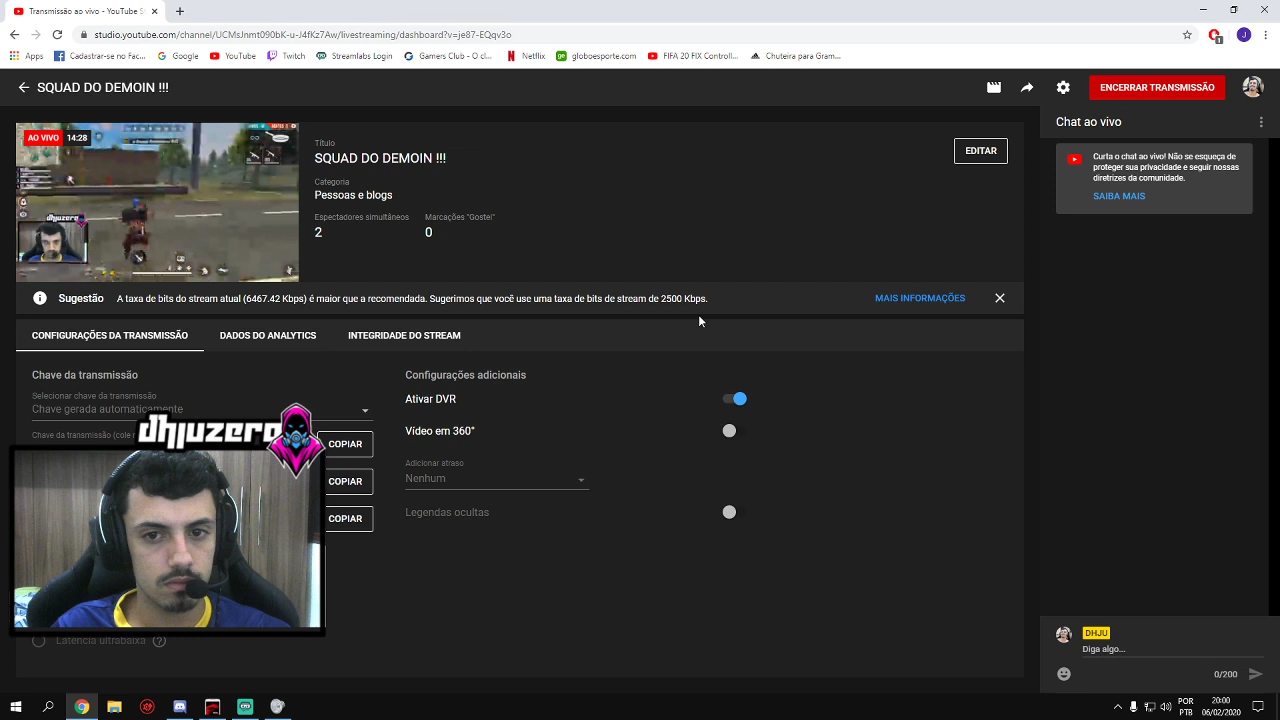 Transmissão ao vivo - YouTube S
studio.youtube.com/channel/UCMsJnmt090bK-u-J4fKz7Aw/livestreaming/dashboard?v=je87-EQqv3o
1
J
Apps
Cadastrar-se no Fac...
Google
YouTube
Twitch
Streamlabs Login
Gamers Club - O cl...
Netflix
globoesporte.com
FIFA 20 FIX Controll...
Chuteira para Gram...
SQUAD DO DEMOIN !!!
ENCERRAR TRANSMISSÃO
AO VIVO 14:28
dhjuzero
Título
SQUAD DO DEMOIN !!!
EDITAR
Categoria
Pessoas e blogs
Espectadores simultâneos
Marcações "Gostei"
2
0
Chat ao vivo
Curta o chat ao vivo! Não se esqueça de
proteger sua privacidade e seguir nossas
diretrizes da comunidade.
SAIBA MAIS
Sugestão
A taxa de bits do stream atual (6467.42 Kbps) é maior que a recomendada. Sugerimos que você use uma taxa de bits de stream de 2500 Kbps.
MAIS INFORMAÇÕES
CONFIGURAÇÕES DA TRANSMISSÃO
DADOS DO ANALYTICS
INTEGRIDADE DO STREAM
Chave da transmissão
Selecionar chave da transmissão
Chave gerada automaticamente
Chave da transmissão (cole
COPIAR
COPIAR
COPIAR
dhjuzero
Configurações adicionais
Ativar DVR
Vídeo em 360°
Adicionar atraso
Nenhum
Legendas ocultas
Latência ultrabaixa
DHJU
Diga algo...
0/200
POR
PTB
20:00
06/02/2020